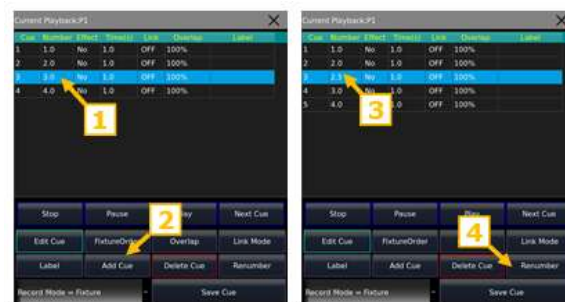 Current Playback:P1
Cue Number Effect Time(s) Link Overlap Label
1 1.0 No 1.0 OFF 100%
2 2.0 No 1.0 OFF 100%
3 3.0 No 1.0 OFF 100%
4 4.0 No 1.0 OFF 100%
1
2
Stop Pause Play Next Cue
Edit Cue FixtureOrder Overlap Link Mode
Label Add Cue Delete Cue Renumber
Record Mode = Fixture Save Cue
Current Playback:P1
Cue Number Effect Time(s) Link Overlap Label
1 1.0 No 1.0 OFF 100%
2 2.0 No 1.0 OFF 100%
3 2.5 No 1.0 OFF 100%
4 3.0 No 1.0 OFF 100%
5 4.0 No 1.0 OFF 100%
3
4
Stop Pause Play Next Cue
Edit Cue FixtureOrder Overlap Link Mode
Label Add Cue Delete Cue Renumber
Record Mode = Fixture Save Cue